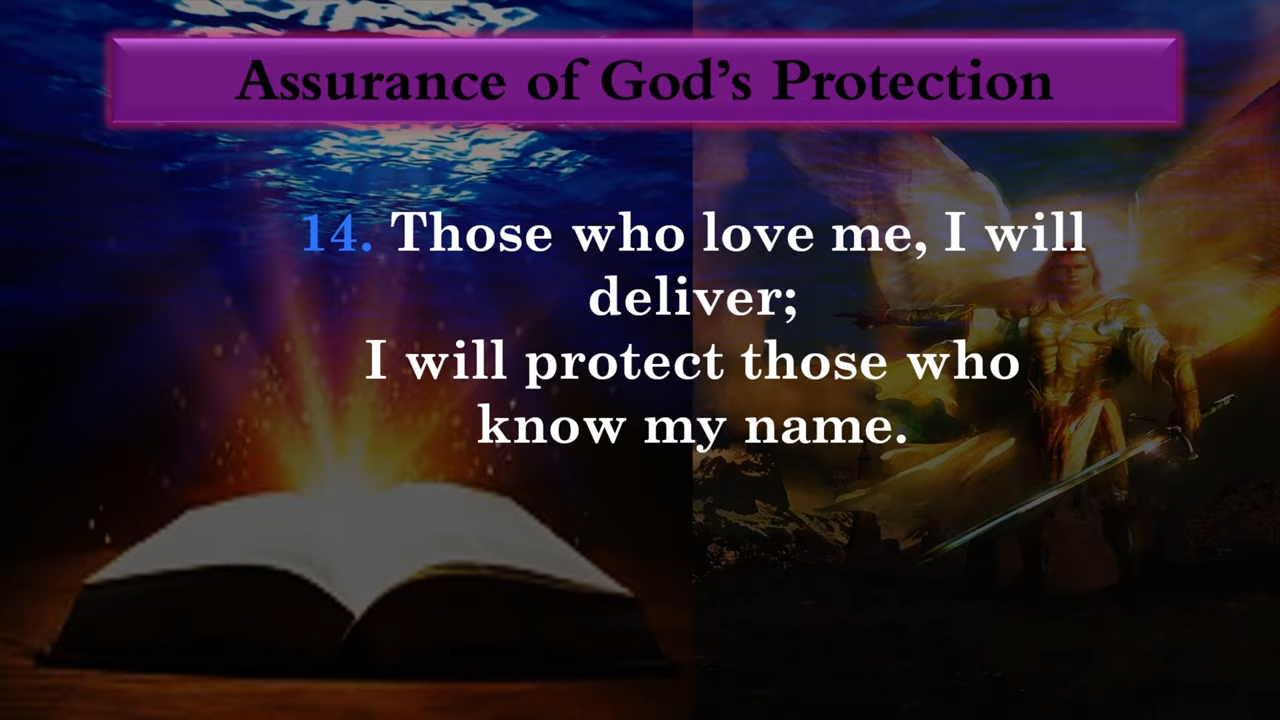 Assurance of God’s Protection
14. Those who love me, I will
deliver;
I will protect those who
know my name.